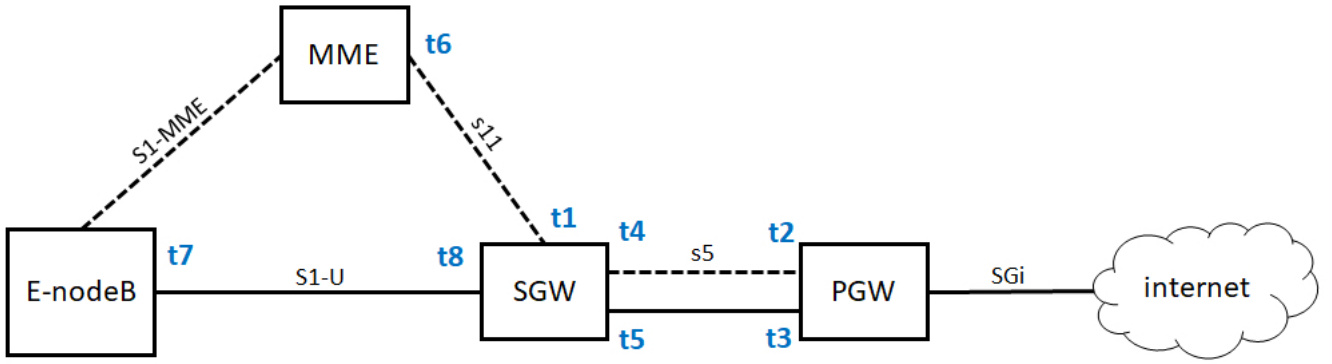 MME
t6
S1-MME
s11
t1
t7
t8
t4
t2
S1-U
s5
SGi
E-nodeB
SGW
PGW
internet
t5
t3